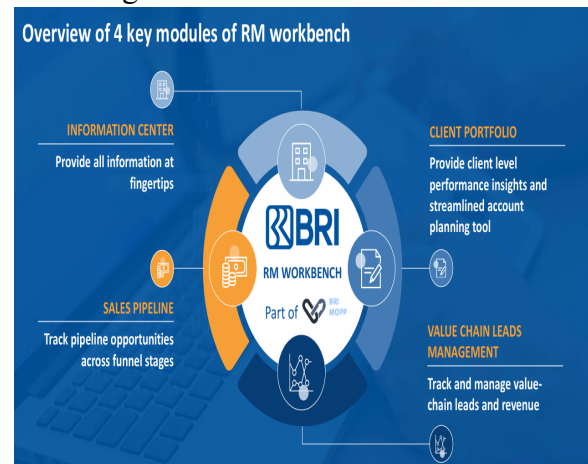 Overview of 4 key modules of RM workbench
INFORMATION CENTER
Provide all information at
fingertips
SALES PIPELINE
Track pipeline opportunities
across funnel stages
BRI
RM WORKBENCH
Part of
BRI
MOPP
CLIENT PORTFOLIO
Provide client level
performance insights and
streamlined account
planning tool
VALUE CHAIN LEADS
MANAGEMENT
Track and manage value-
chain leads and revenue